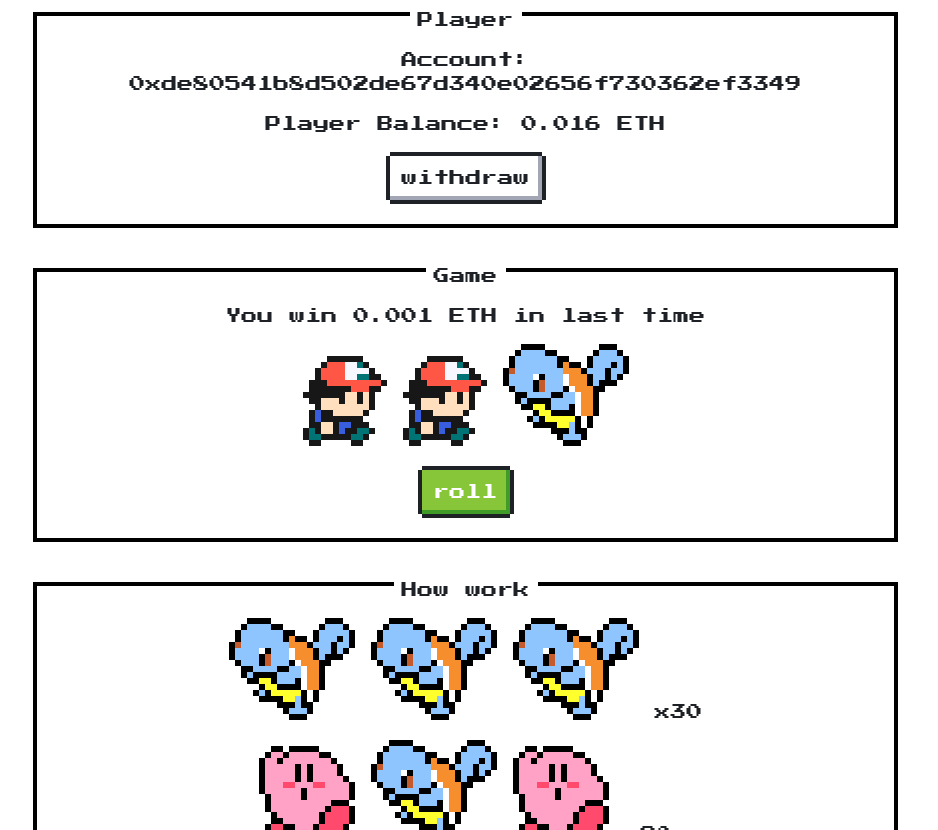 Player
Account:
0xde80541b8d502de67d340e02656f730362ef3349
Player Balance: 0.016 ETH
withdraw
Game
You win 0.001 ETH in last time
roll
How work
x30